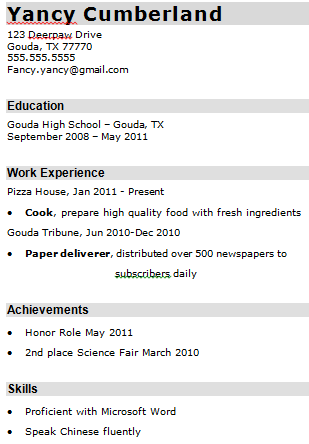 Yancy Cumberland
123 Deerpaw Drive
Gouda, TX 77770
555.555.5555
Fancy.yancy@gmail.com
Education
Gouda High School – Gouda, TX
September 2008 – May 2011
Work Experience
Pizza House, Jan 2011 - Present
• Cook, prepare high quality food with fresh ingredients
Gouda Tribune, Jun 2010-Dec 2010
• Paper deliverer, distributed over 500 newspapers to
subscribers daily
Achievements
• Honor Role May 2011
• 2nd place Science Fair March 2010
Skills
• Proficient with Microsoft Word
• Speak Chinese fluently